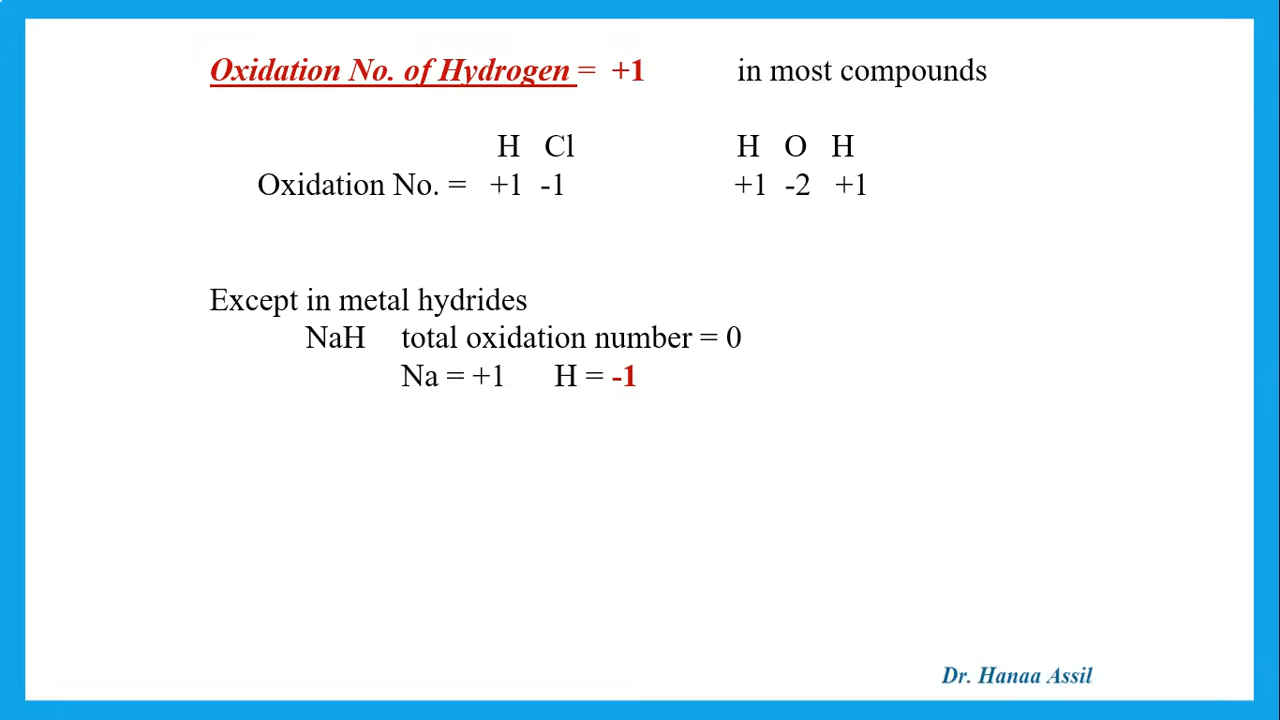 Oxidation No. of Hydrogen = +1 in most compounds
H Cl H O H
Oxidation No. = +1 -1 +1 -2 +1
Except in metal hydrides
NaH total oxidation number = 0
Na = +1 H = -1
Dr. Hanaa Assil